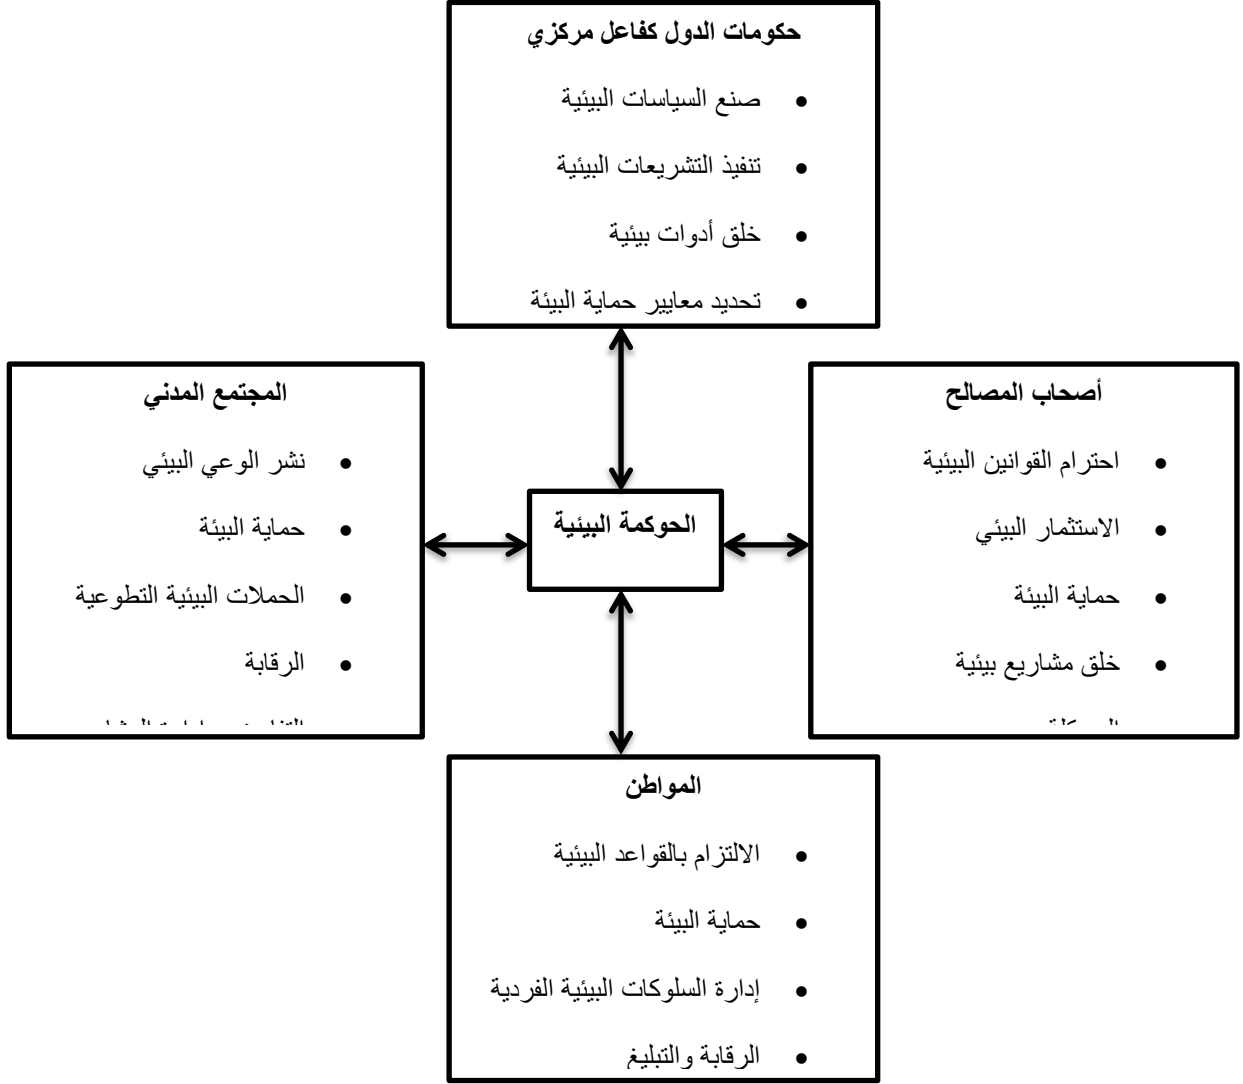 حكومات الدول كفاعل مركزي
• صنع السياسات البيئية
• تنفيذ التشريعات البيئية
• خلق أدوات بيئية
• تحديد معايير حماية البيئة
أصحاب المصالح
• احترام القوانين البيئية
• الاستثمار البيئي
• حماية البيئة
• خلق مشاريع بيئية
الحوكمة البيئية
المجتمع المدني
• نشر الوعي البيئي
• حماية البيئة
• الحملات البيئية التطوعية
• الرقابة
المواطن
• الالتزام بالقواعد البيئية
• حماية البيئة
• إدارة السلوكات البيئية الفردية
• الرقابة والتبليغ